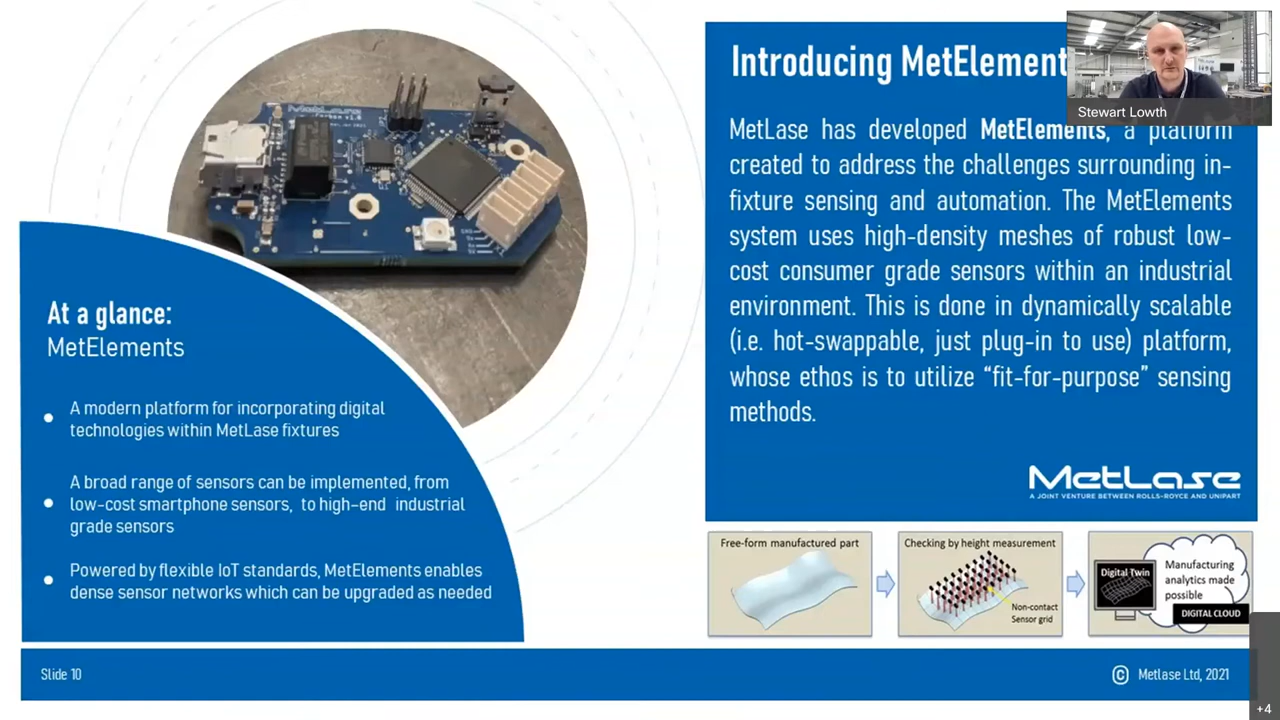 Introducing MetElement
Stewart Lowth
MetLase has developed MetElements, a platform
created to address the challenges surrounding in-
fixture sensing and automation. The MetElements
system uses high-density meshes of robust low-
cost consumer grade sensors within an industrial
environment. This is done in dynamically scalable
(i.e. hot-swappable, just plug-in to use) platform,
whose ethos is to utilize “fit-for-purpose” sensing
methods.
MetLase
A JOINT VENTURE BETWEEN ROLLS-ROYCE AND UNIPART
At a glance:
MetElements
A modern platform for incorporating digital
technologies within MetLase fixtures
A broad range of sensors can be implemented, from
low-cost smartphone sensors, to high-end industrial
grade sensors
Powered by flexible IoT standards, MetElements enables
dense sensor networks which can be upgraded as needed
Free-form manufactured part
Checking by height measurement
Non-contact
Sensor grid
Digital Twin
Manufacturing
analytics made
possible
DIGITAL CLOUD
Slide 10
© Metlase Ltd, 2021
+4